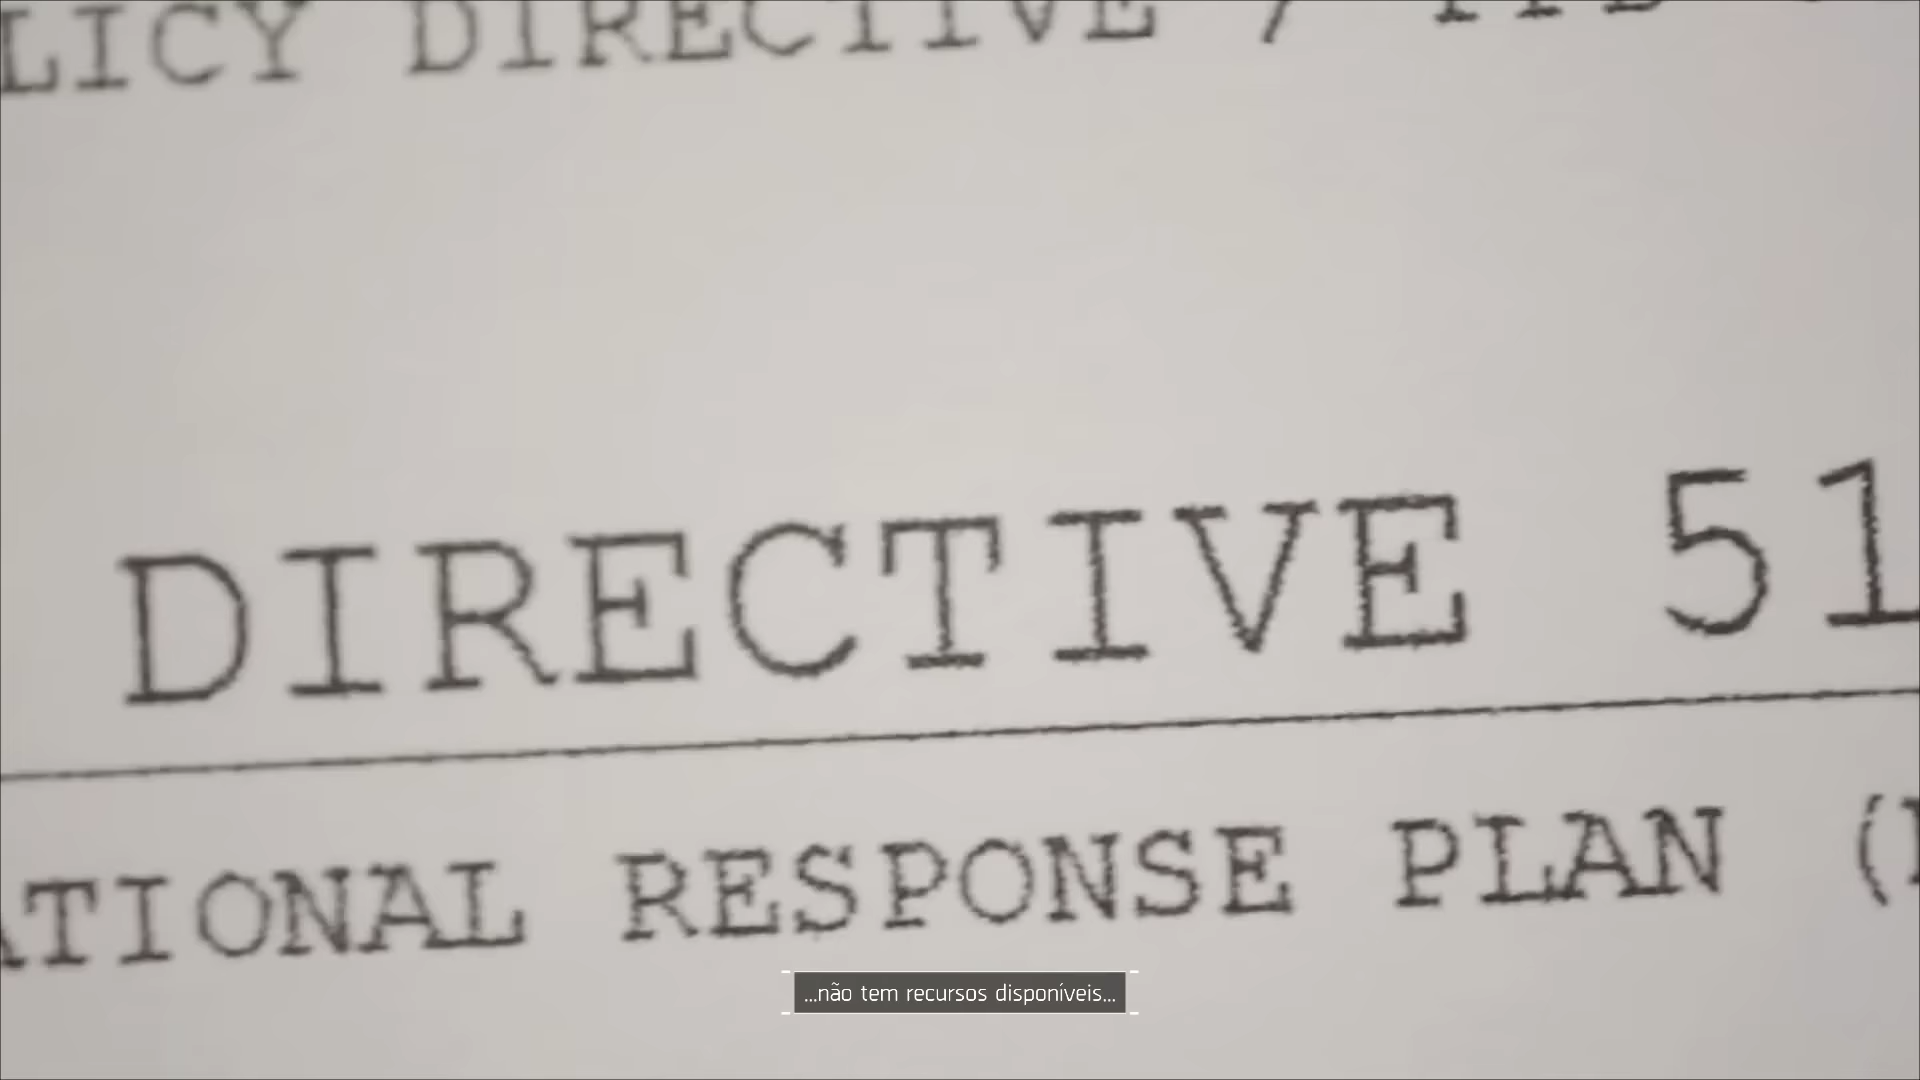 LICY DIRECTIVE /
DIRECTIVE 51
ATIONAL RESPONSE PLAN (
...não tem recursos disponíveis...